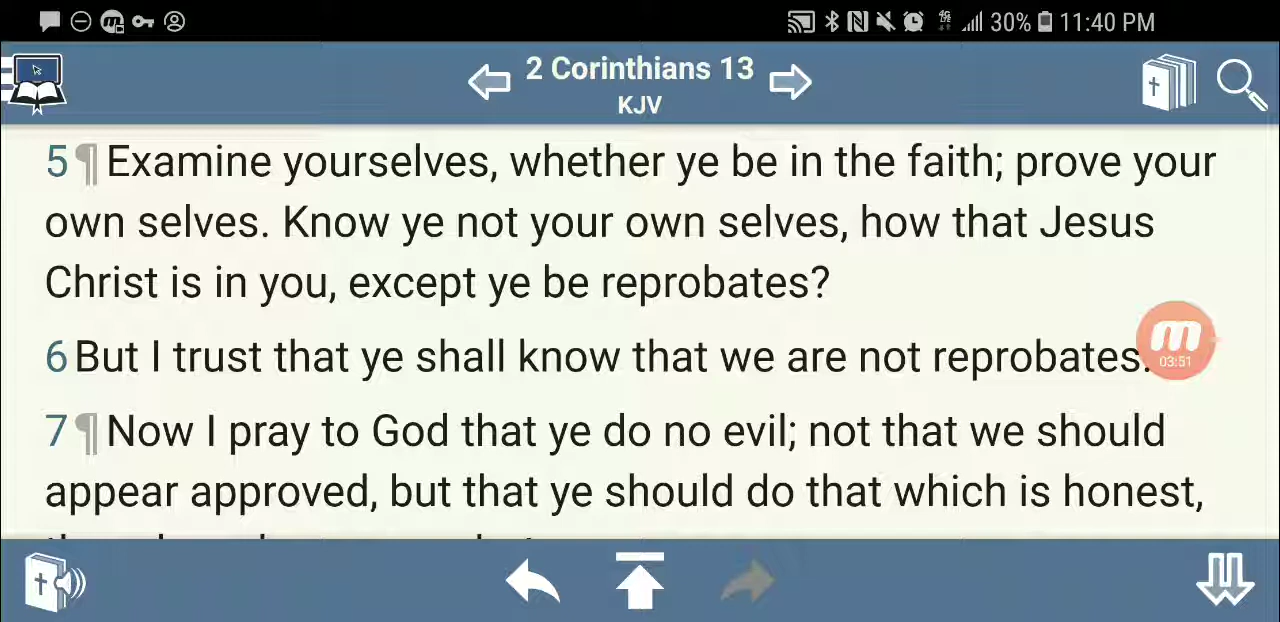 30% 11:40 PM
2 Corinthians 13
KJV
5 ¶ Examine yourselves, whether ye be in the faith; prove your
own selves. Know ye not your own selves, how that Jesus
Christ is in you, except ye be reprobates?
6 But I trust that ye shall know that we are not reprobates.
03:51
7 ¶ Now I pray to God that ye do no evil; not that we should
appear approved, but that ye should do that which is honest,